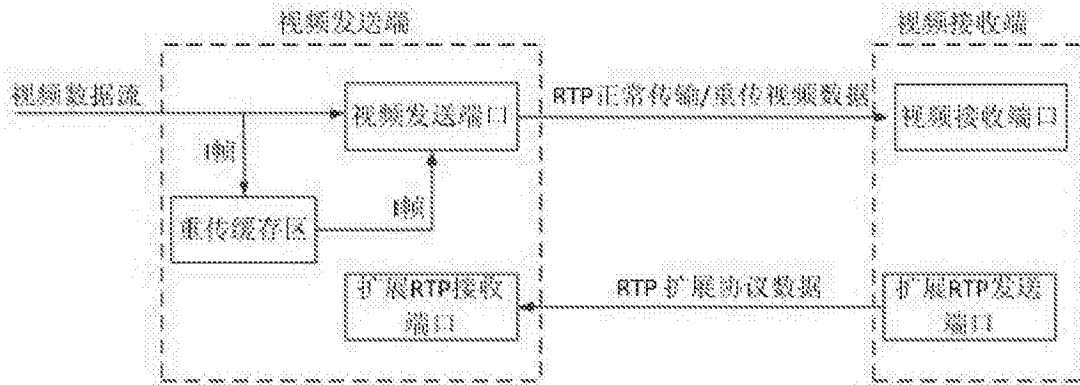 视频发送端
视频接收端
视频数据流
视频发送端口
RTP正常传输/重传视频数据
视频接收端口
I帧
重传缓存区
I帧
扩展RTP接收
端口
RTP 扩展协议数据
扩展RTP发送
端口